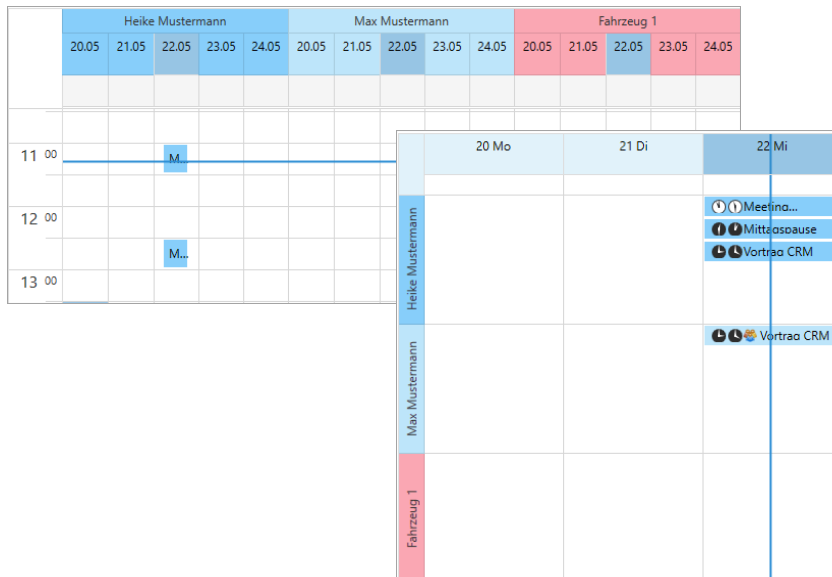 Heike Mustermann Max Mustermann Fahrzeug 1
20.05 21.05 22.05 23.05 24.05 20.05 21.05 22.05 23.05 24.05 20.05 21.05 22.05 23.05 24.05
11 00
M...
12 00
M...
13 00
20 Mo 21 Di 22 Mi
Heike Mustermann
Meeting...
Mittagspause
Vortrag CRM
Max Mustermann
Vortrag CRM
Fahrzeug 1